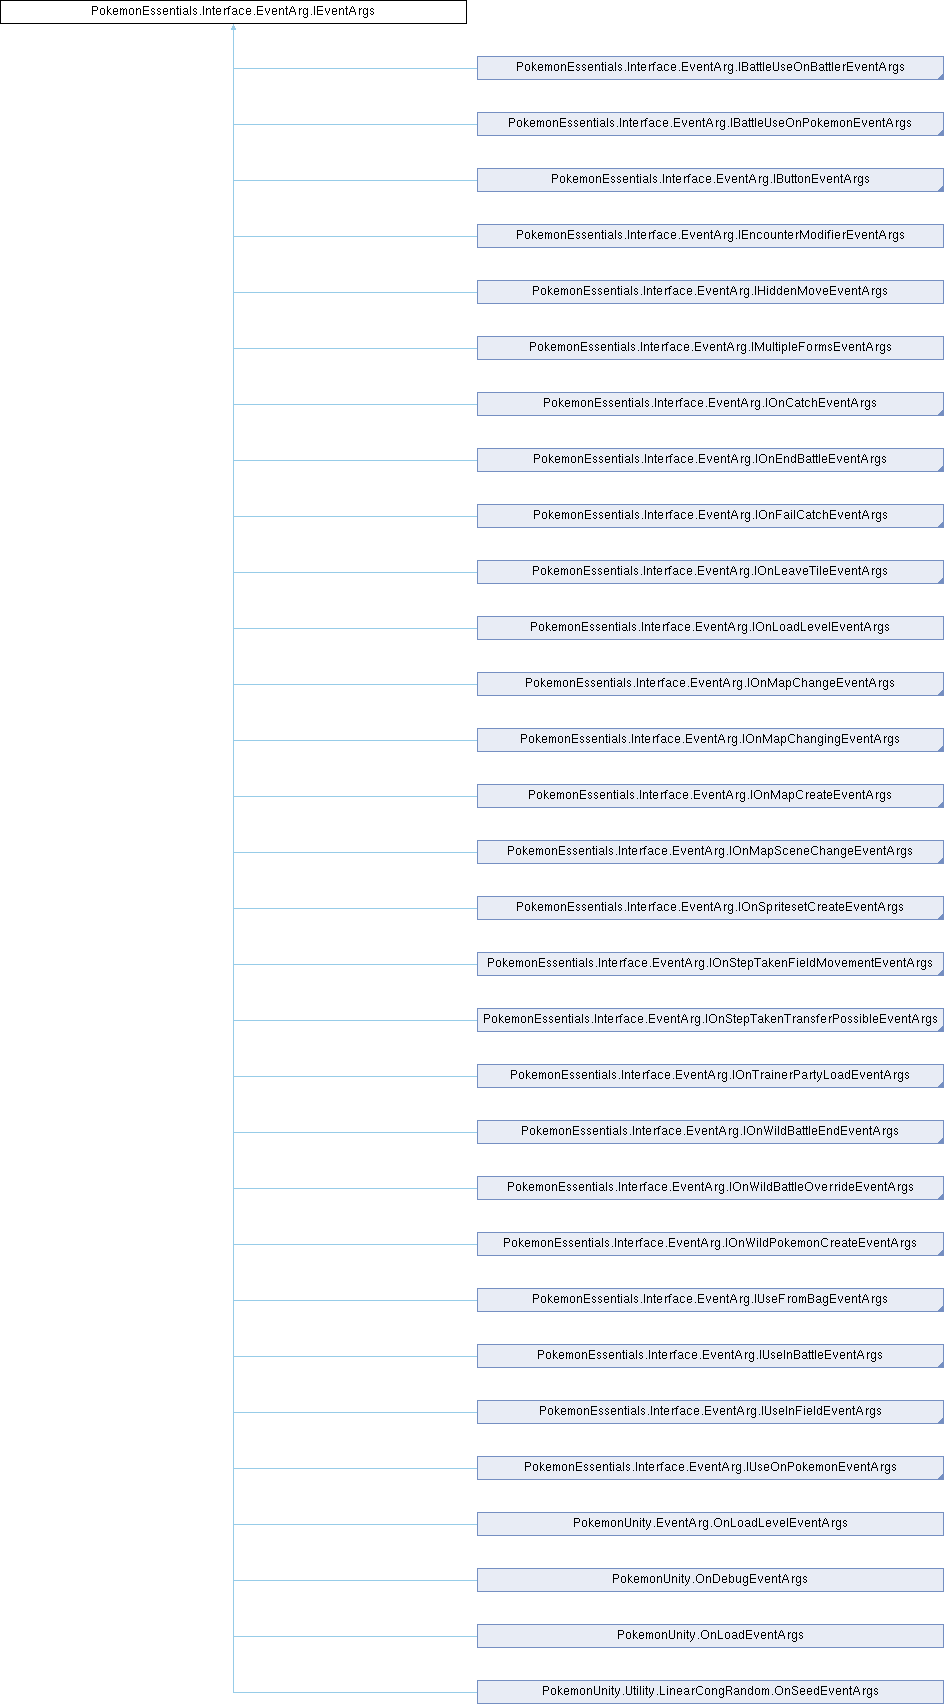 PokemonEssentials.Interface.EventArg.IEventArgs
PokemonEssentials.Interface.EventArg.IBattleUseOnBattlerEventArgs
PokemonEssentials.Interface.EventArg.IBattleUseOnPokemonEventArgs
PokemonEssentials.Interface.EventArg.IButtonEventArgs
PokemonEssentials.Interface.EventArg.IEncounterModifierEventArgs
PokemonEssentials.Interface.EventArg.IHiddenMoveEventArgs
PokemonEssentials.Interface.EventArg.IMultipleFormsEventArgs
PokemonEssentials.Interface.EventArg.IOnCatchEventArgs
PokemonEssentials.Interface.EventArg.IOnEndBattleEventArgs
PokemonEssentials.Interface.EventArg.IOnFailCatchEventArgs
PokemonEssentials.Interface.EventArg.IOnLeaveTileEventArgs
PokemonEssentials.Interface.EventArg.IOnLoadLevelEventArgs
PokemonEssentials.Interface.EventArg.IOnMapChangeEventArgs
PokemonEssentials.Interface.EventArg.IOnMapChangingEventArgs
PokemonEssentials.Interface.EventArg.IOnMapCreateEventArgs
PokemonEssentials.Interface.EventArg.IOnMapSceneChangeEventArgs
PokemonEssentials.Interface.EventArg.IOnSpritesetCreateEventArgs
PokemonEssentials.Interface.EventArg.IOnStepTakenFieldMovementEventArgs
PokemonEssentials.Interface.EventArg.IOnStepTakenTransferPossibleEventArgs
PokemonEssentials.Interface.EventArg.IOnTrainerPartyLoadEventArgs
PokemonEssentials.Interface.EventArg.IOnWildBattleEndEventArgs
PokemonEssentials.Interface.EventArg.IOnWildBattleOverrideEventArgs
PokemonEssentials.Interface.EventArg.IOnWildPokemonCreateEventArgs
PokemonEssentials.Interface.EventArg.IUseFromBagEventArgs
PokemonEssentials.Interface.EventArg.IUseInBattleEventArgs
PokemonEssentials.Interface.EventArg.IUseInFieldEventArgs
PokemonEssentials.Interface.EventArg.IUseOnPokemonEventArgs
PokemonUnity.EventArg.OnLoadLevelEventArgs
PokemonUnity.OnDebugEventArgs
PokemonUnity.OnLoadEventArgs
PokemonUnity.Utility.LinearCongRandom.OnSeedEventArgs